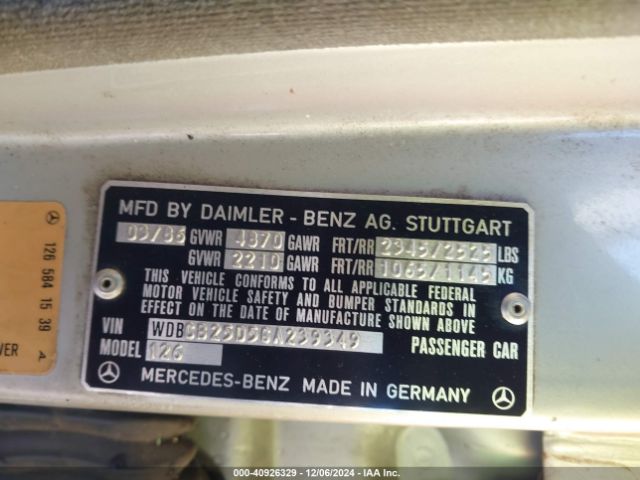 MFD BY DAIMLER - BENZ AG. STUTTGART
03/86 GVWR 4870 GAWR FRT/RR 2345/2525 LBS
GVWR 2210 GAWR FRT/RR 1065/1145 KG
THIS VEHICLE CONFORMS TO ALL APPLICABLE FEDERAL
MOTOR VEHICLE SAFETY AND BUMPER STANDARDS IN
EFFECT ON THE DATE OF MANUFACTURE SHOWN ABOVE
VIN WDBCB25D5GA239349
MODEL 126 PASSENGER CAR
MERCEDES-BENZ MADE IN GERMANY
126 584 15 39 A
VER
000-40926329 - 12/06/2024 - IAA Inc.